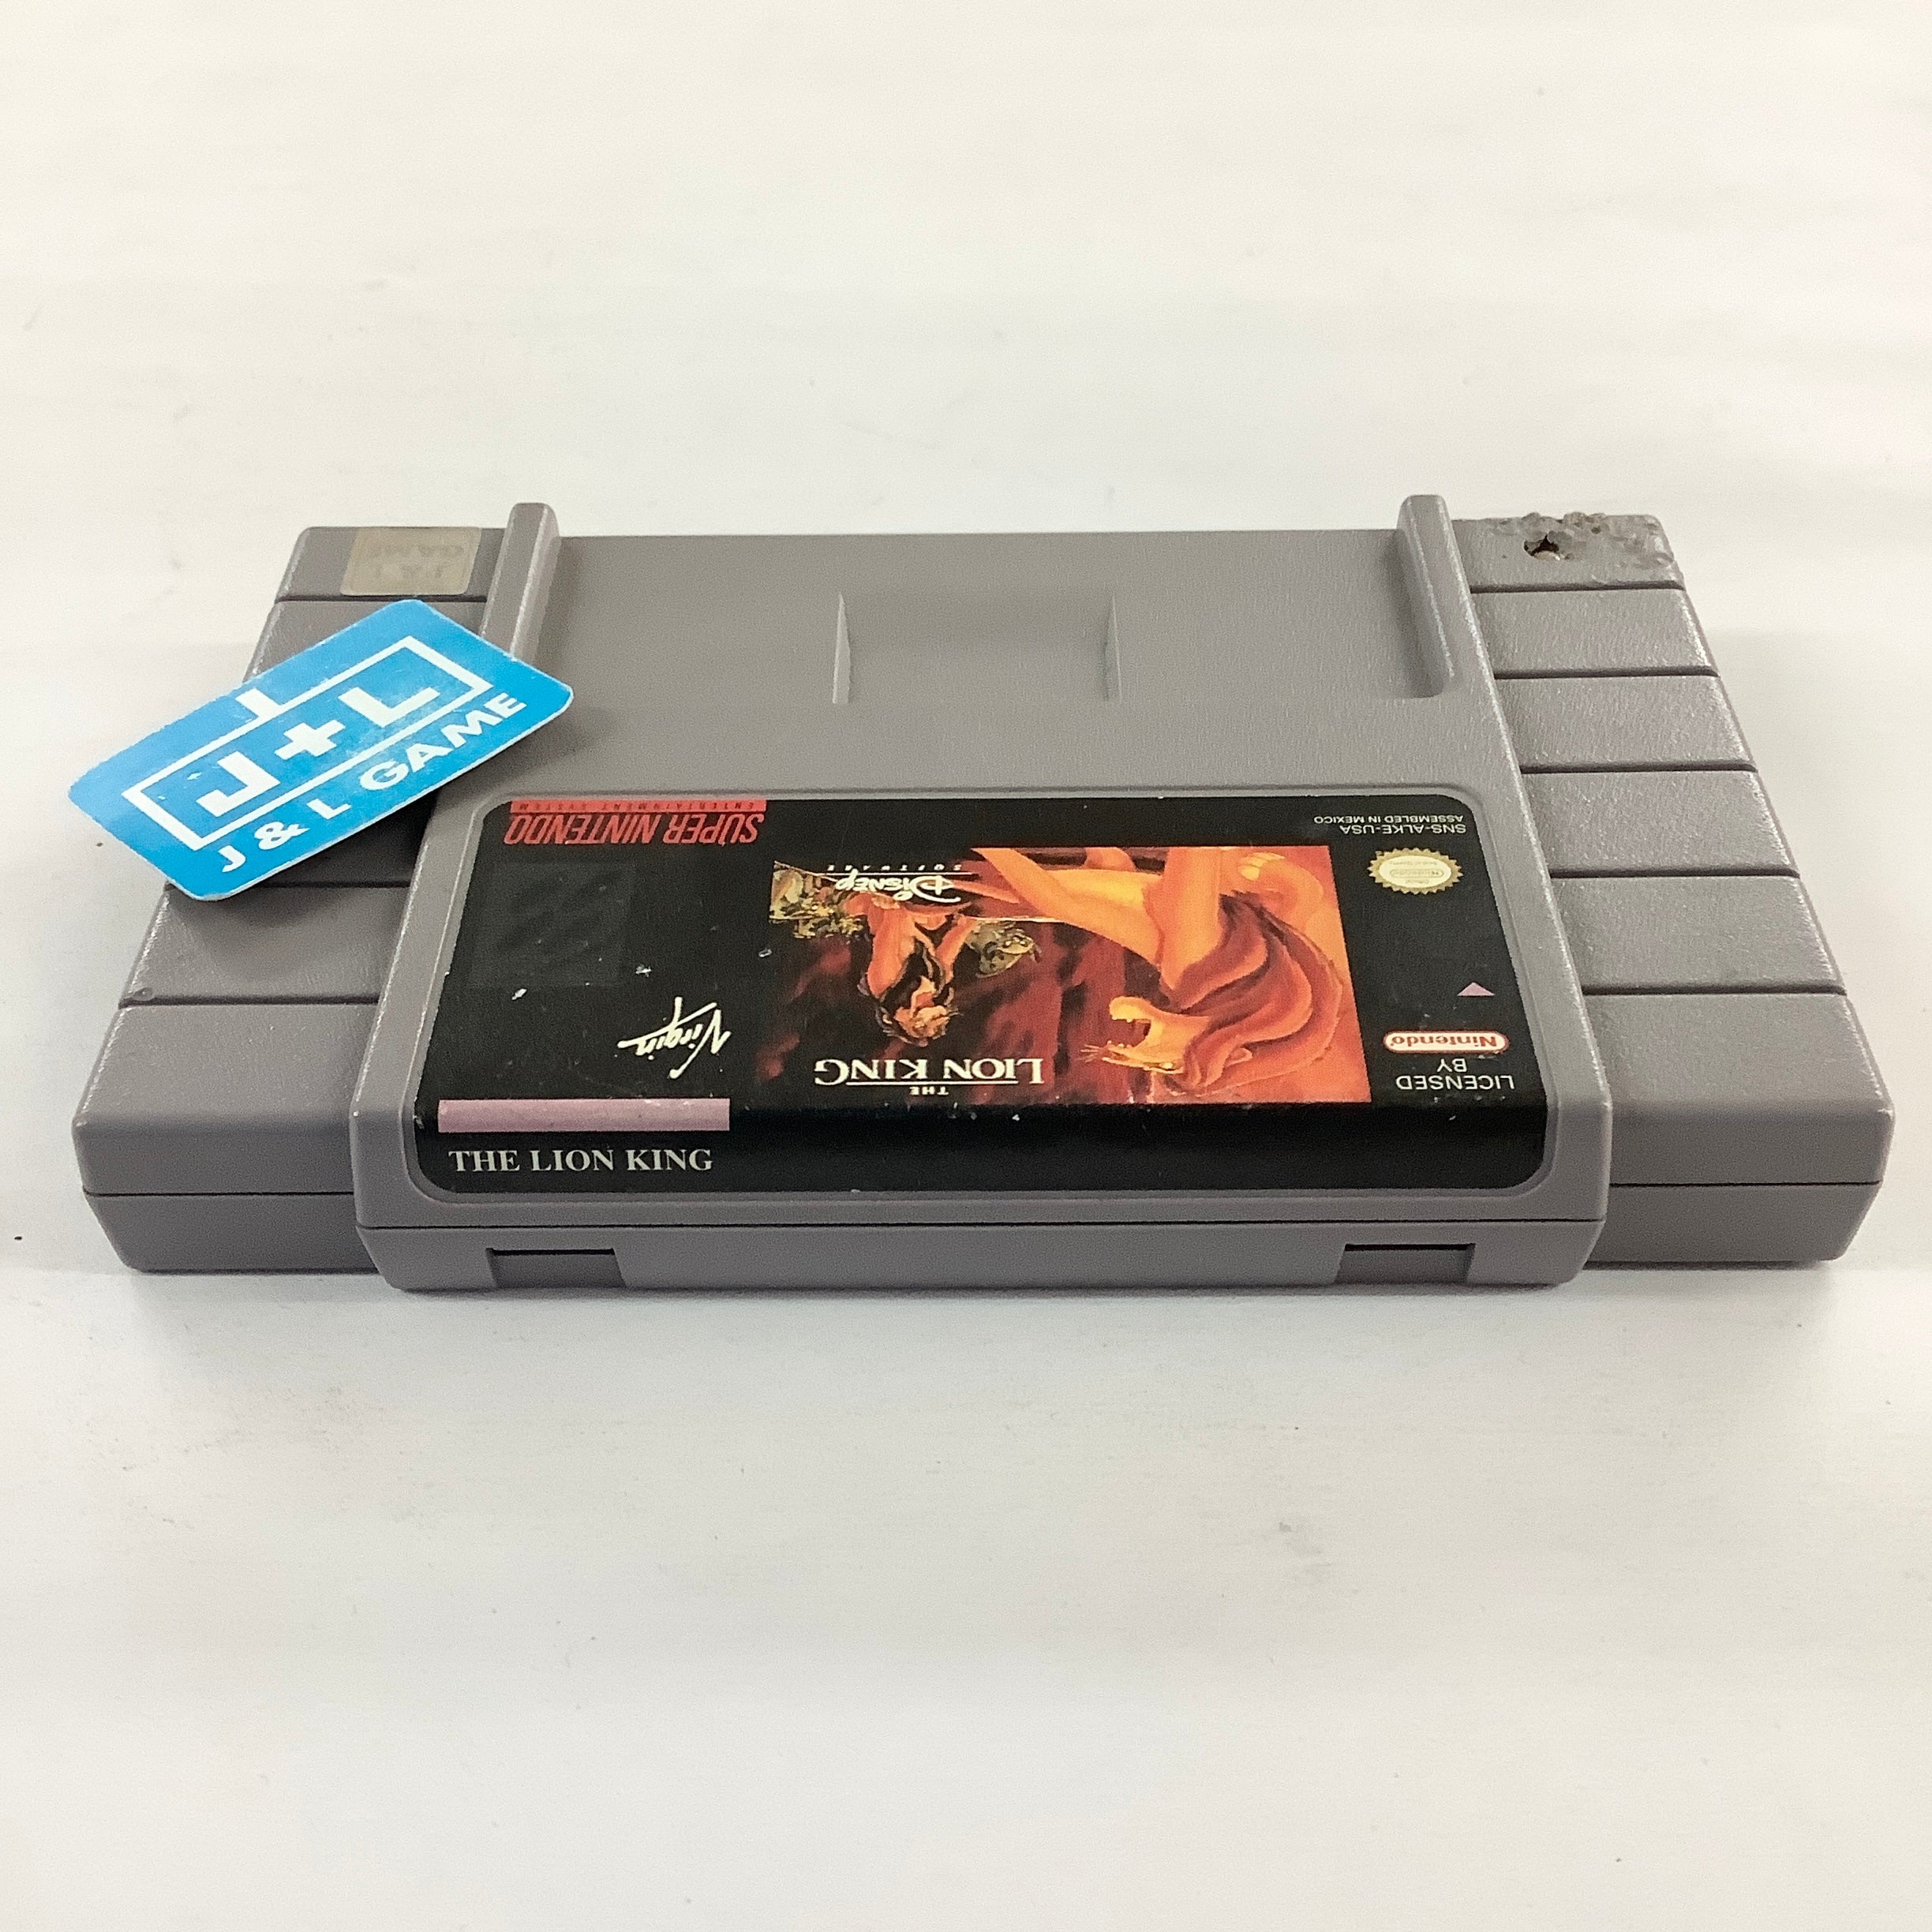 J+L
J & L GAME
SUPER NINTENDO
ENTERTAINMENT SYSTEM
SNS-ALKE-USA
ASSEMBLED IN MEXICO
DISNEY
SOFTWARE
Virgin
THE
LION KING
LICENSED
BY
Nintendo
THE LION KING